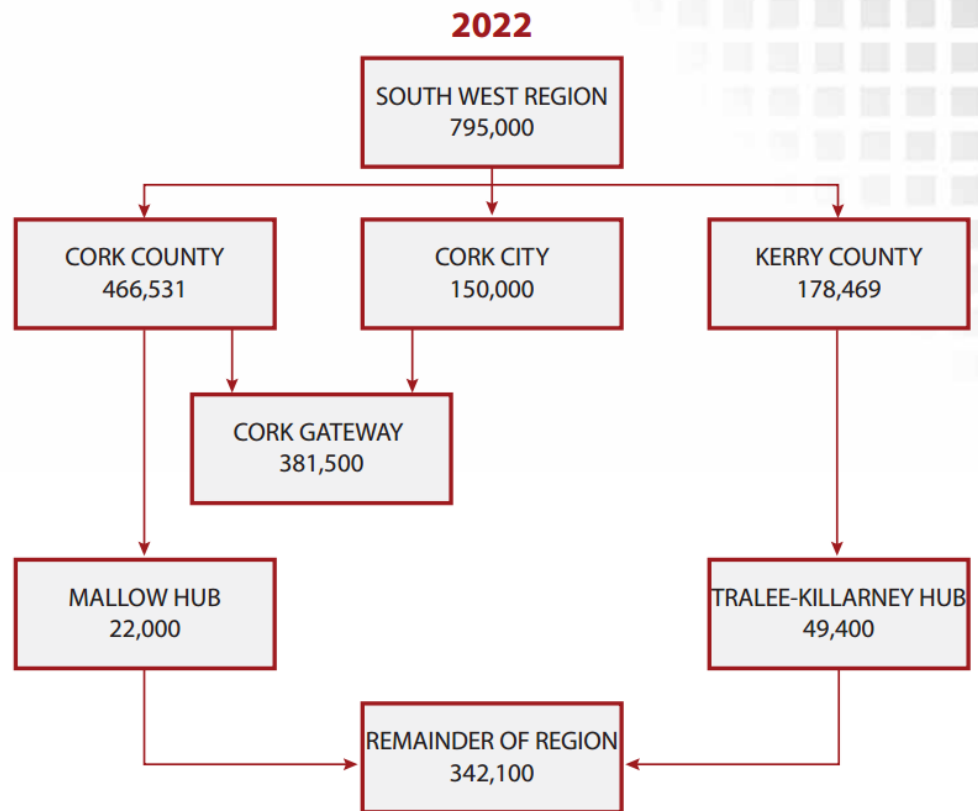 2022
SOUTH WEST REGION
795,000
CORK COUNTY
466,531
CORK CITY
150,000
KERRY COUNTY
178,469
CORK GATEWAY
381,500
MALLOW HUB
22,000
TRALEE-KILLARNEY HUB
49,400
REMAINDER OF REGION
342,100